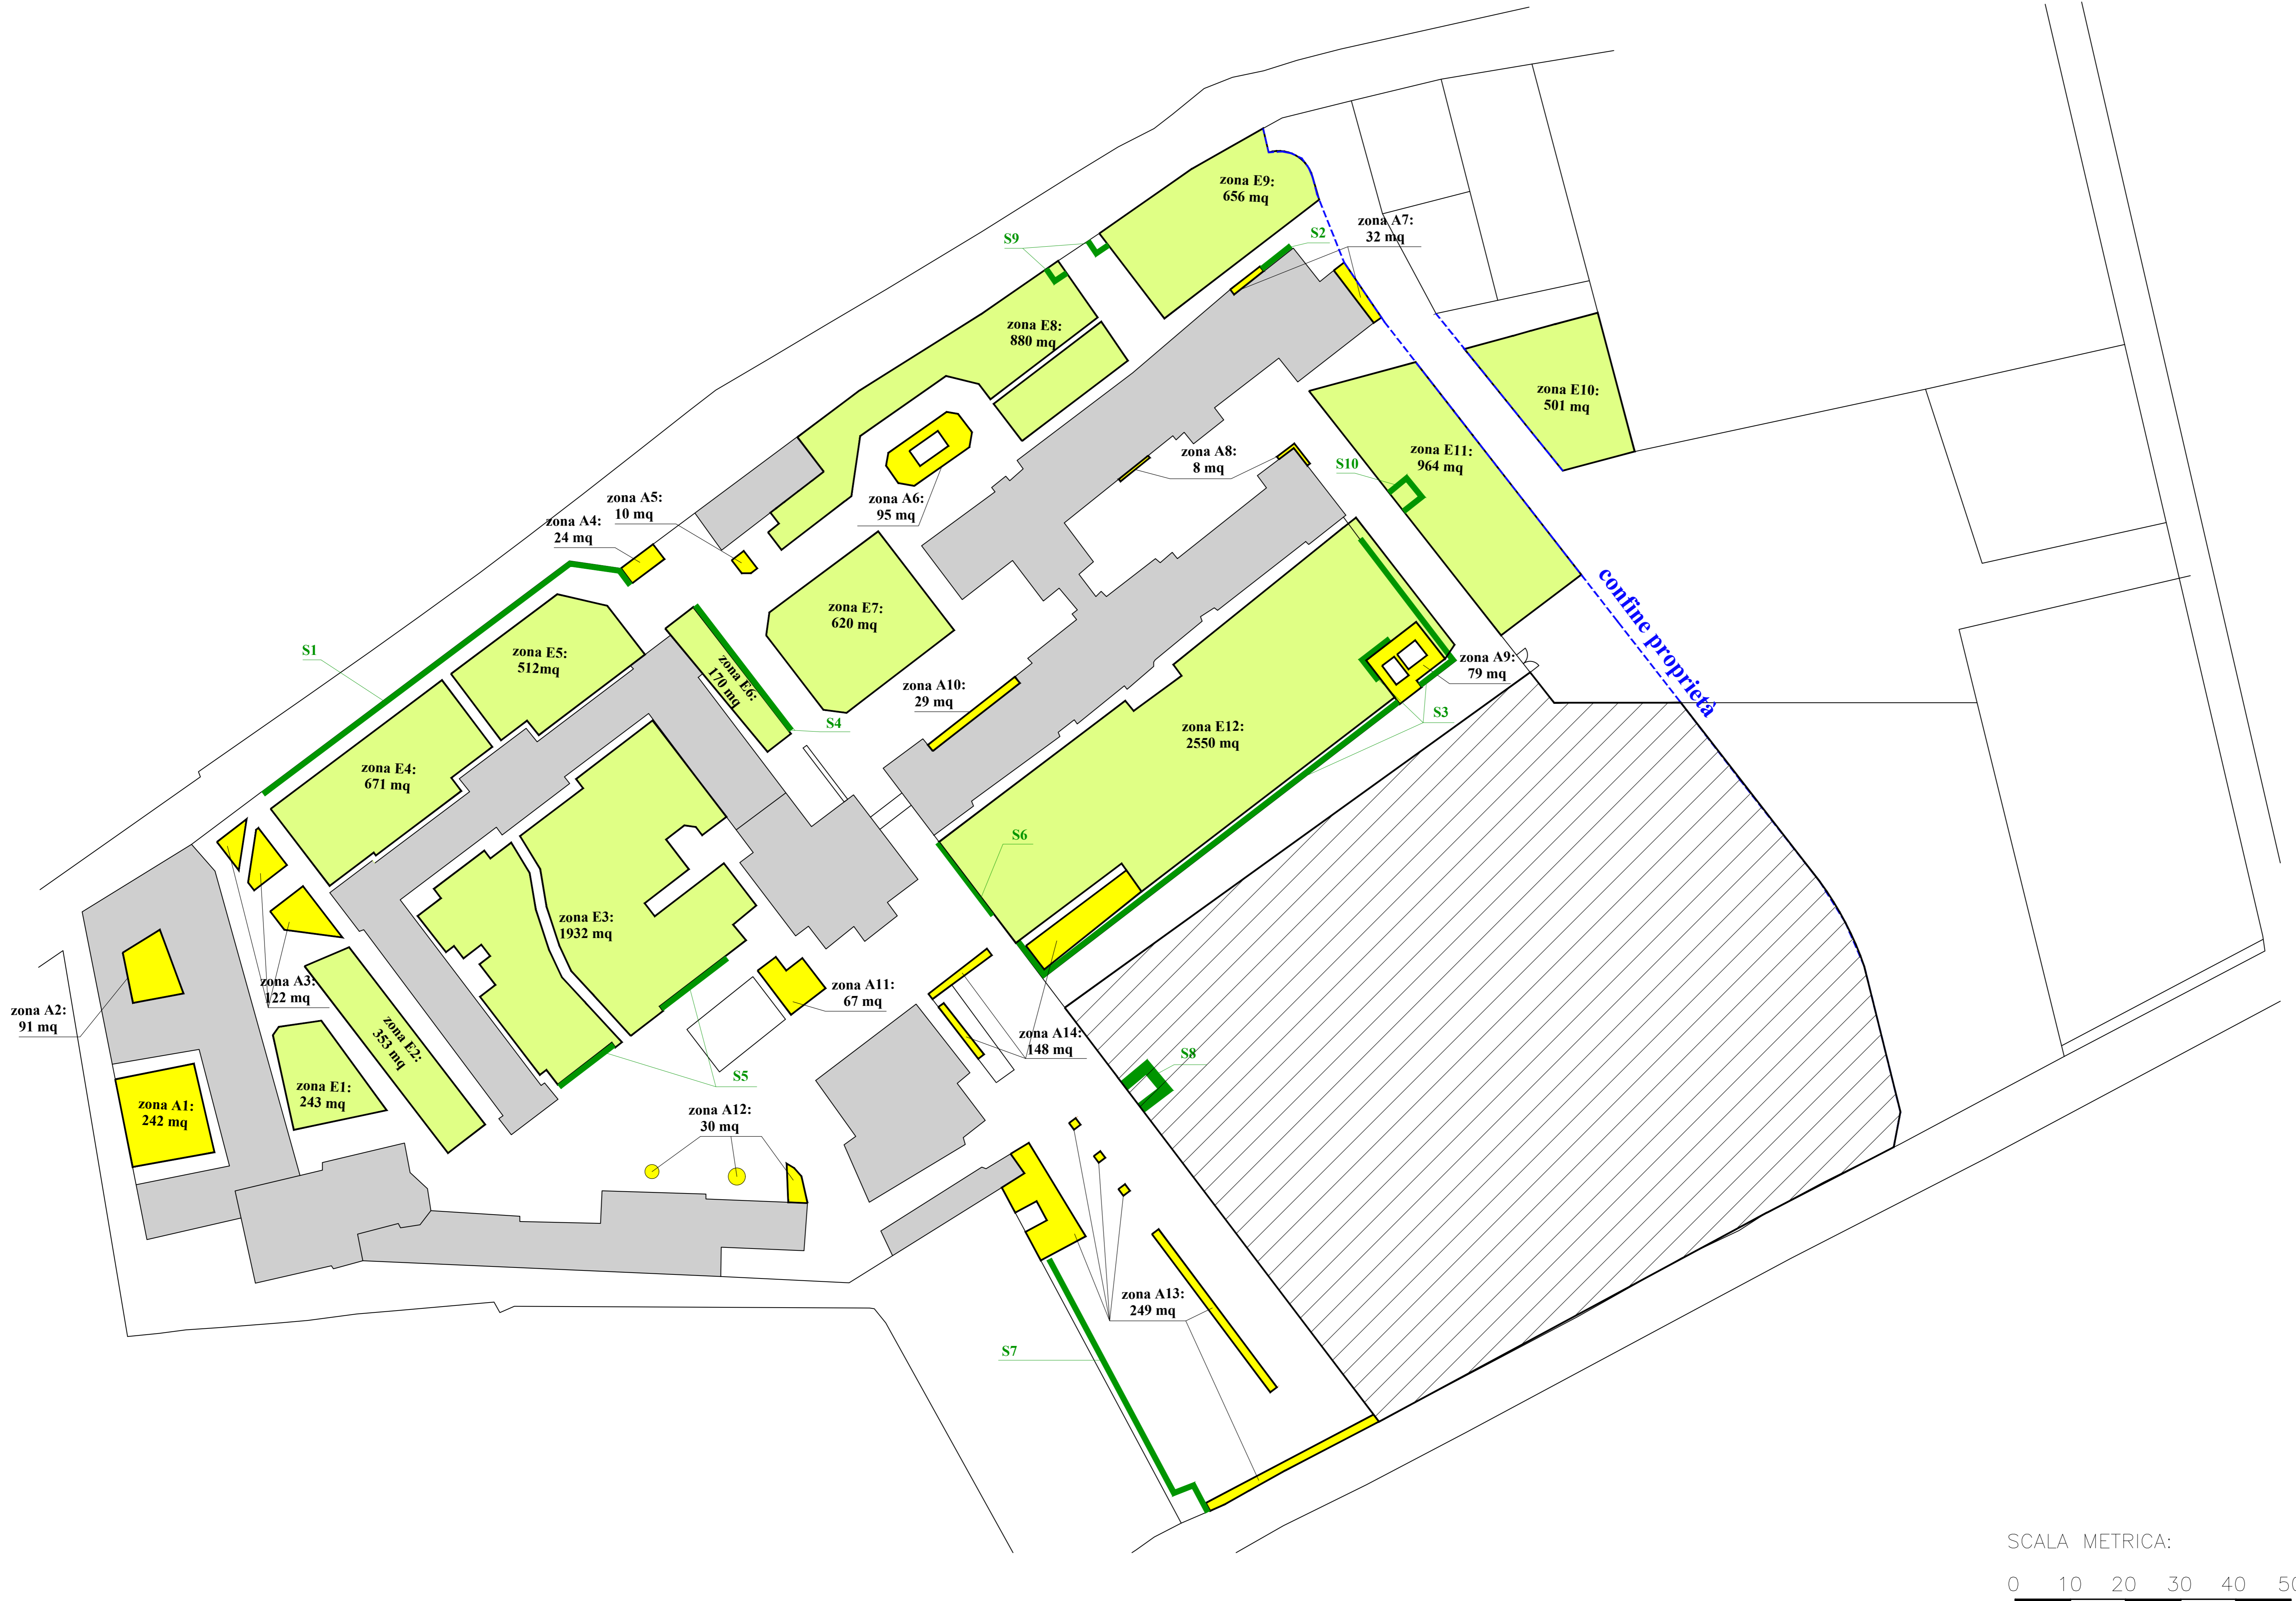 zona E9:
656 mq
zona A7:
32 mq
S2
S9
zona E8:
880 mq
zona E10:
501 mq
zona E11:
964 mq
S10
zona A8:
8 mq
zona A6:
95 mq
zona A5:
10 mq
zona A4:
24 mq
zona E7:
620 mq
confine proprietà
S1
zona E5:
512mq
zona E6:
170 mq
S4
zona A10:
29 mq
zona A9:
79 mq
S3
zona E12:
2550 mq
zona E4:
671 mq
S6
zona E3:
1932 mq
zona A3:
122 mq
zona A2:
91 mq
zona A11:
67 mq
zona E2:
353 mq
zona A14:
148 mq
S8
S5
zona E1:
243 mq
zona A1:
242 mq
zona A12:
30 mq
zona A13:
249 mq
S7
SCALA METRICA:
0 10 20 30 40